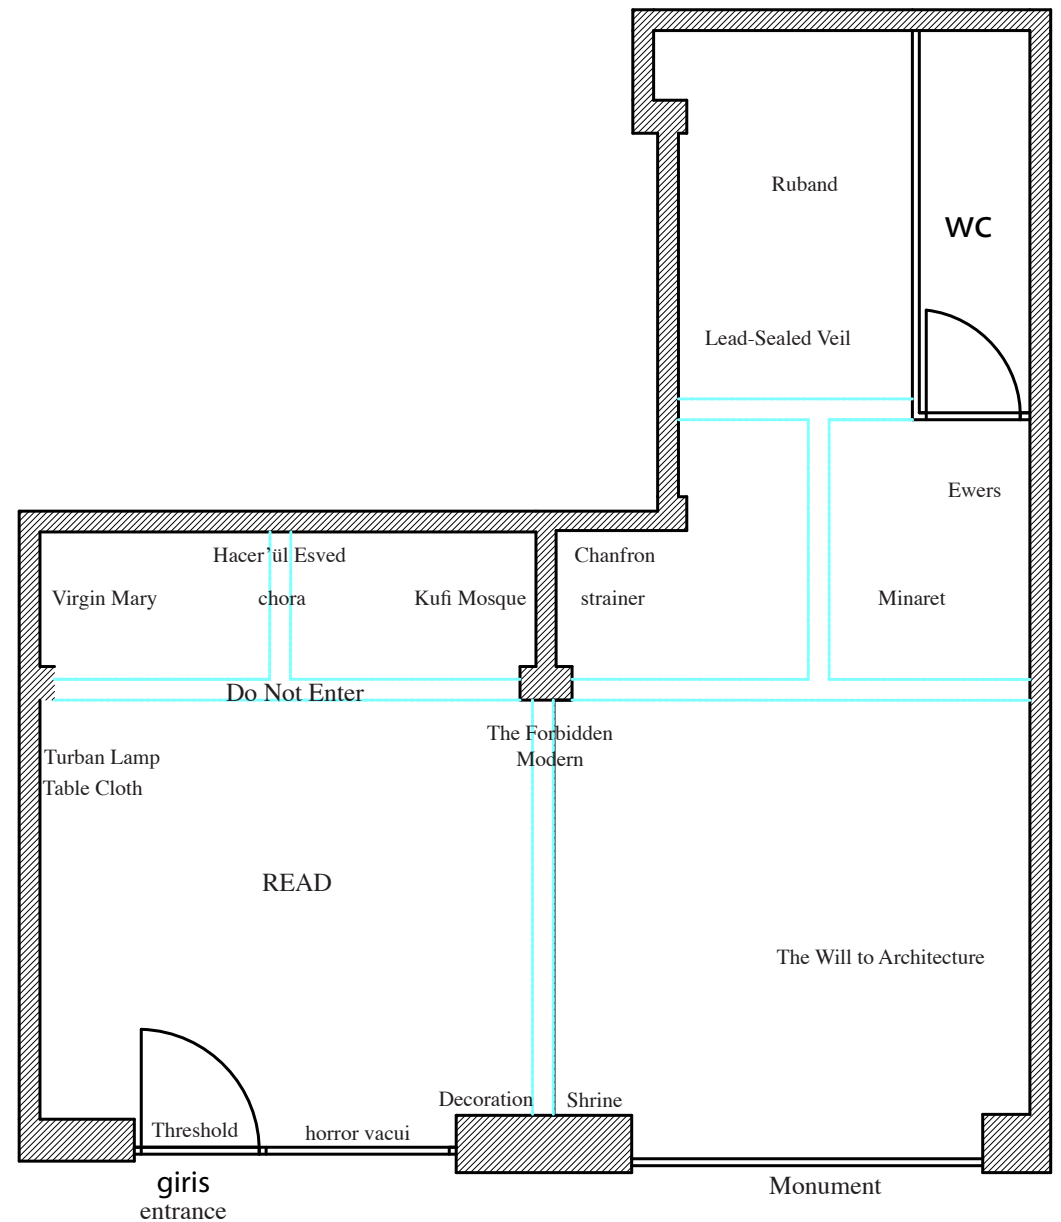 Ruband
WC
Lead-Sealed Veil
Ewers
Hacer'ül Esved
Chanfron
Virgin Mary
chora
Kufi Mosque
strainer
Minaret
Do Not Enter
The Forbidden
Modern
Turban Lamp
Table Cloth
READ
The Will to Architecture
Decoration
Shrine
Threshold
horror vacui
giris
entrance
Monument